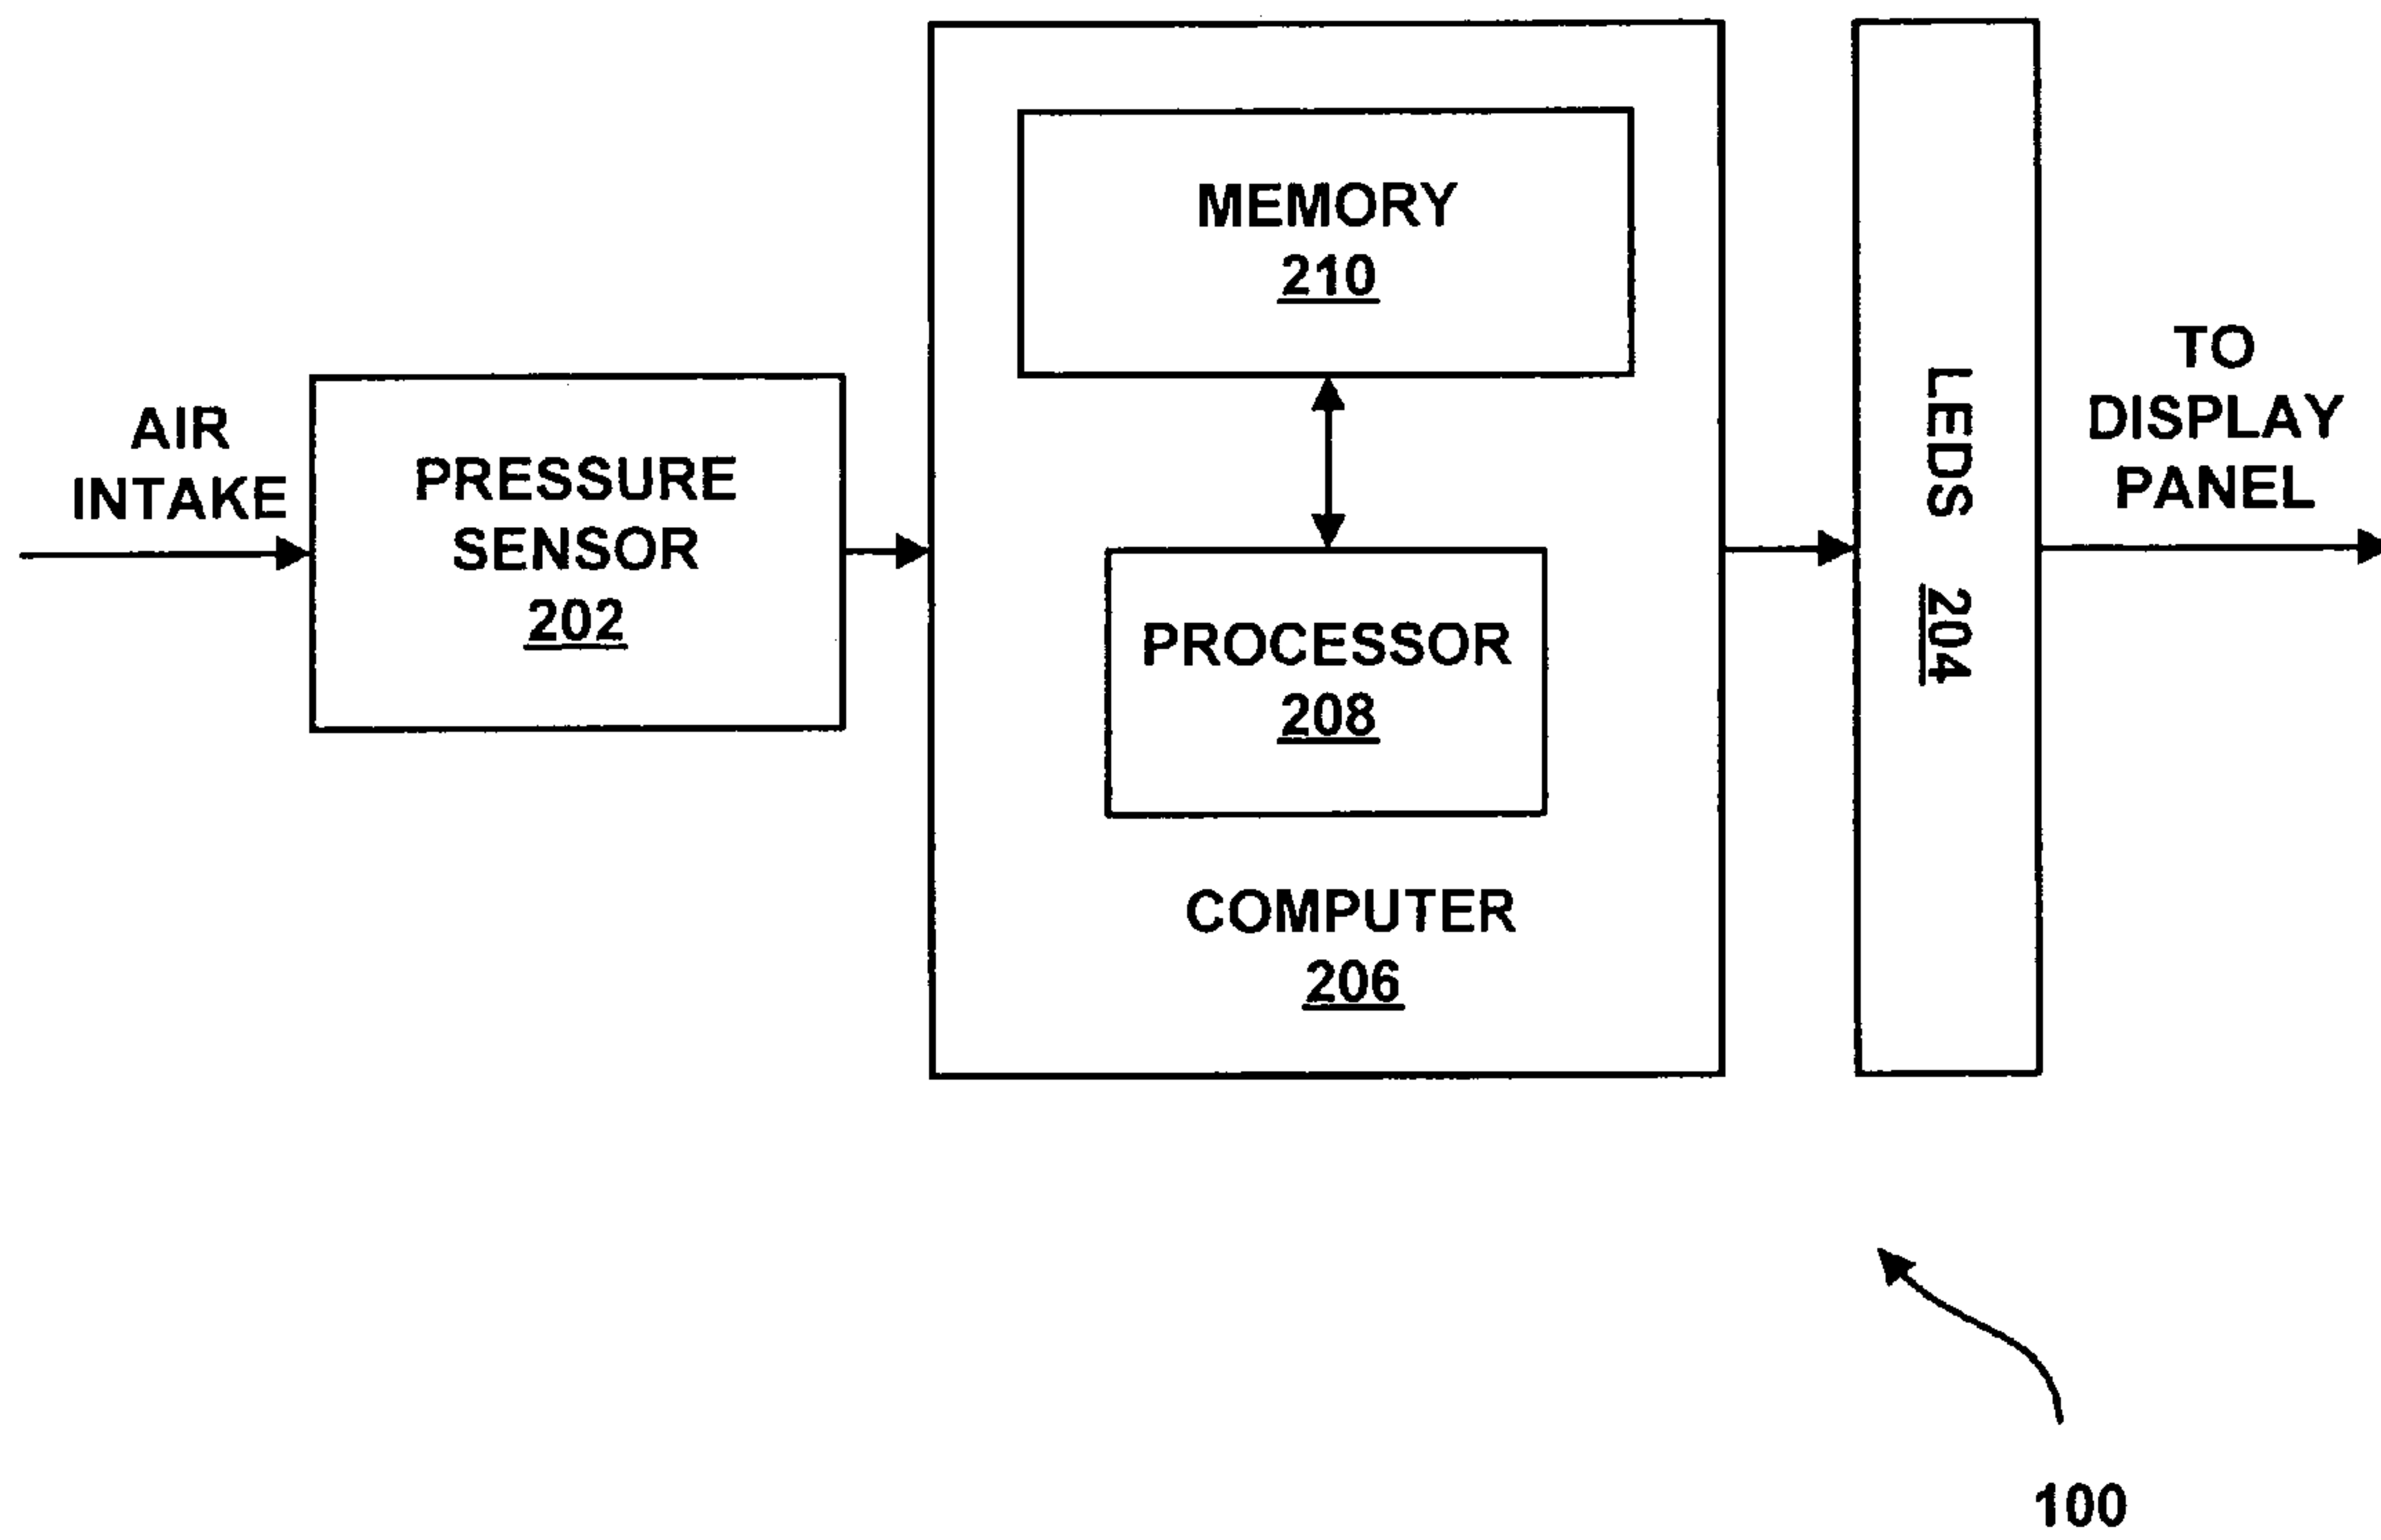 AIR
INTAKE
PRESSURE
SENSOR
202
MEMORY
210
PROCESSOR
208
COMPUTER
206
LEDS 204
TO
DISPLAY
PANEL
100